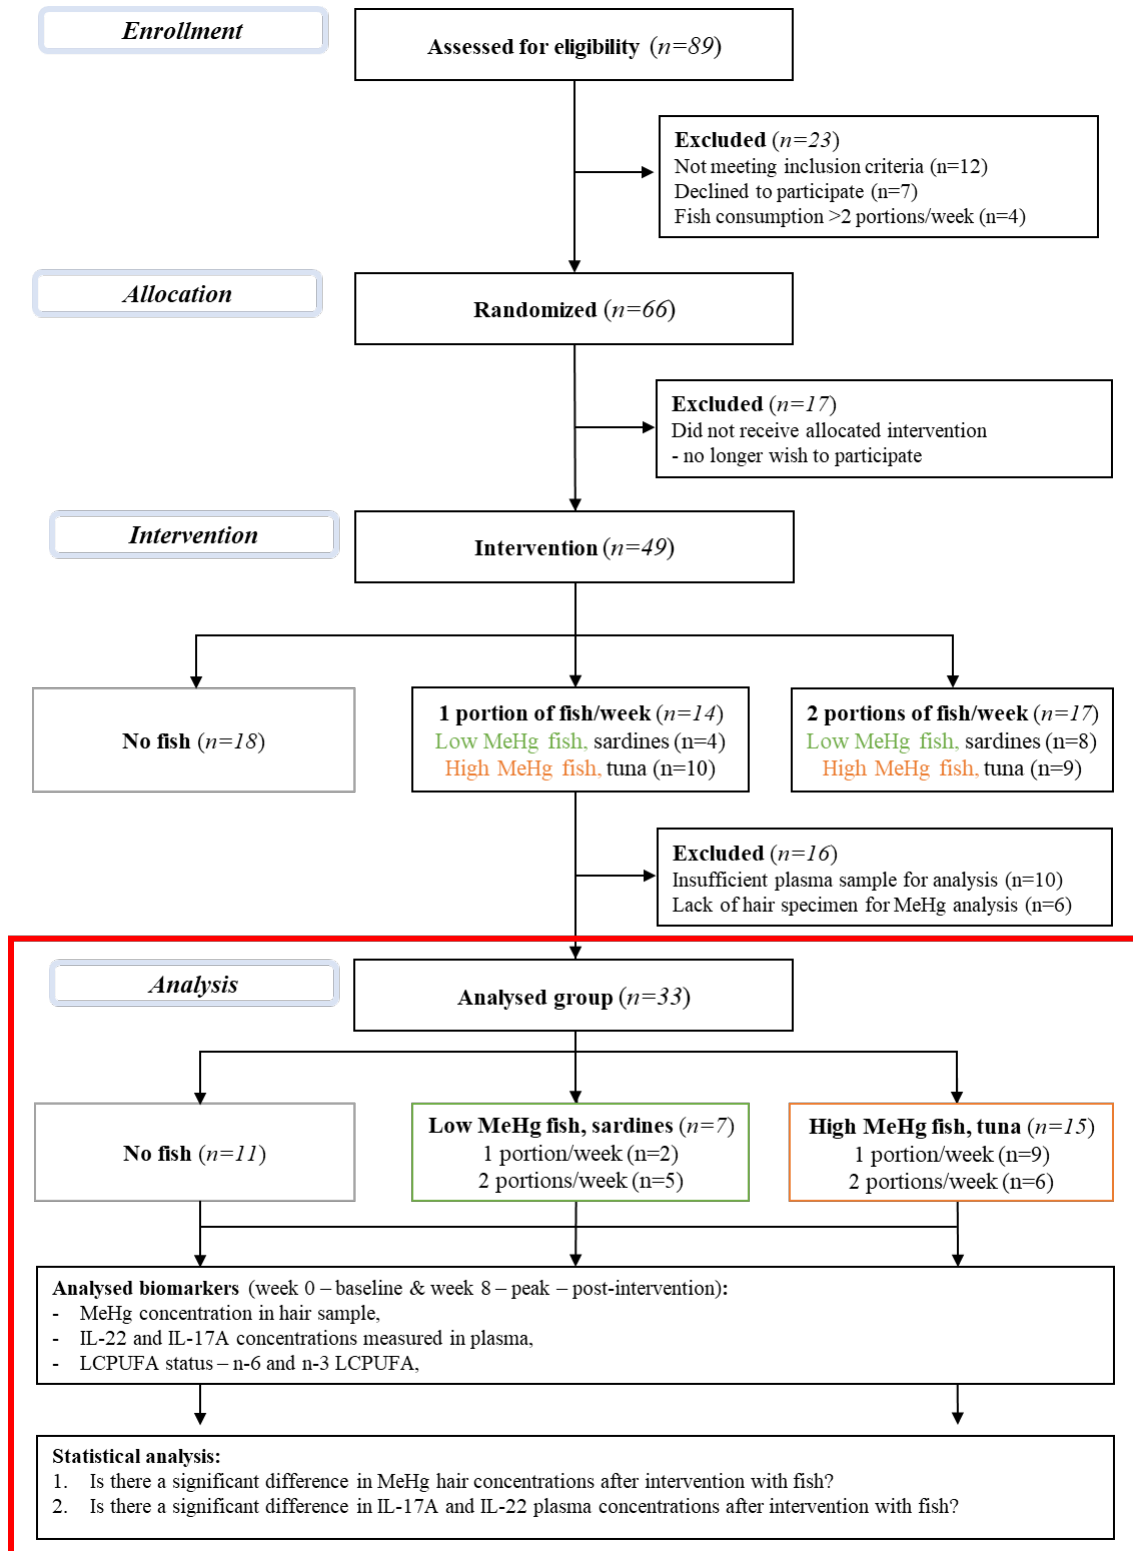 Enrollment
Assessed for eligibility (n=89)
Excluded (n=23)
Not meeting inclusion criteria (n=12)
Declined to participate (n=7)
Fish consumption >2 portions/week (n=4)
Allocation
Randomized (n=66)
Excluded (n=17)
Did not receive allocated intervention
- no longer wish to participate
Intervention
Intervention (n=49)
No fish (n=18)
1 portion of fish/week (n=14)
Low MeHg fish, sardines (n=4)
High MeHg fish, tuna (n=10)
2 portions of fish/week (n=17)
Low MeHg fish, sardines (n=8)
High MeHg fish, tuna (n=9)
Excluded (n=16)
Insufficient plasma sample for analysis (n=10)
Lack of hair specimen for MeHg analysis (n=6)
Analysis
Analysed group (n=33)
No fish (n=11)
Low MeHg fish, sardines (n=7)
1 portion/week (n=2)
2 portions/week (n=5)
High MeHg fish, tuna (n=15)
1 portion/week (n=9)
2 portions/week (n=6)
Analysed biomarkers (week 0 – baseline & week 8 – peak – post-intervention):
- MeHg concentration in hair sample,
- IL-22 and IL-17A concentrations measured in plasma,
- LCPUFA status – n-6 and n-3 LCPUFA,
Statistical analysis:
1. Is there a significant difference in MeHg hair concentrations after intervention with fish?
2. Is there a significant difference in IL-17A and IL-22 plasma concentrations after intervention with fish?